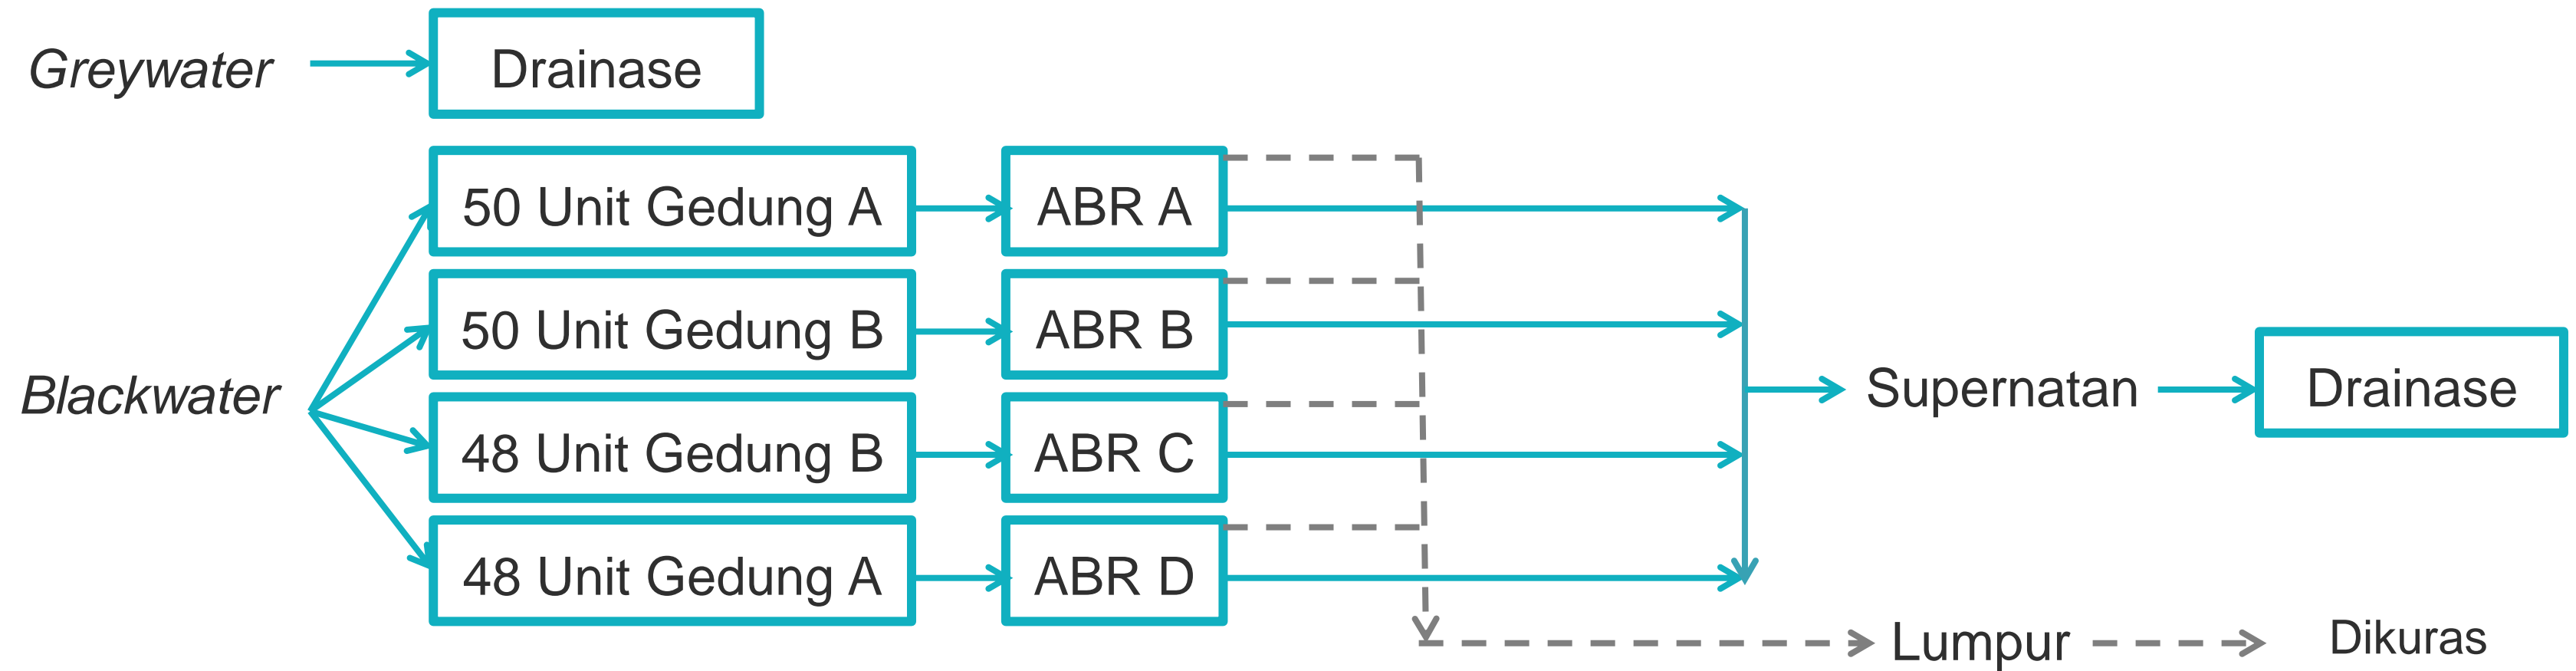 Greywater
Drainase
50 Unit Gedung A
ABR A
50 Unit Gedung B
ABR B
Blackwater
Supernatan
Drainase
48 Unit Gedung B
ABR C
48 Unit Gedung A
ABR D
Lumpur
Dikuras